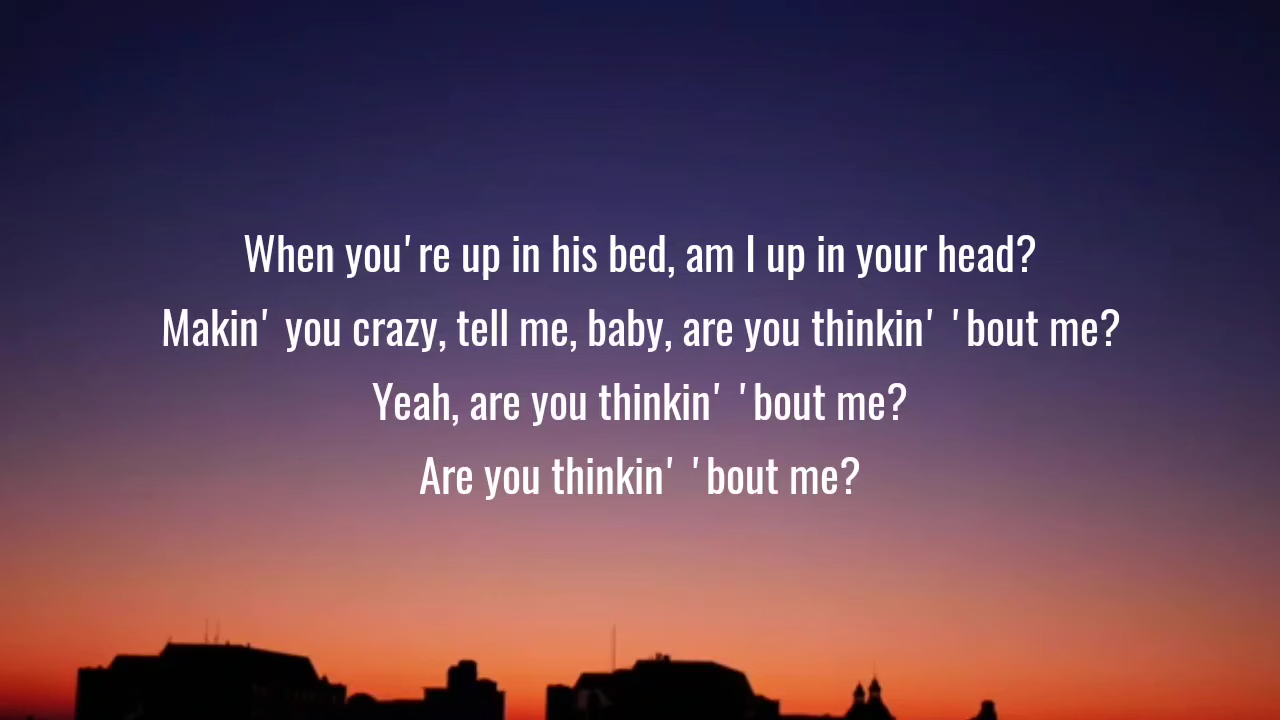 When you're up in his bed, am I up in your head?
Makin' you crazy, tell me, baby, are you thinkin' 'bout me?
Yeah, are you thinkin' 'bout me?
Are you thinkin' 'bout me?